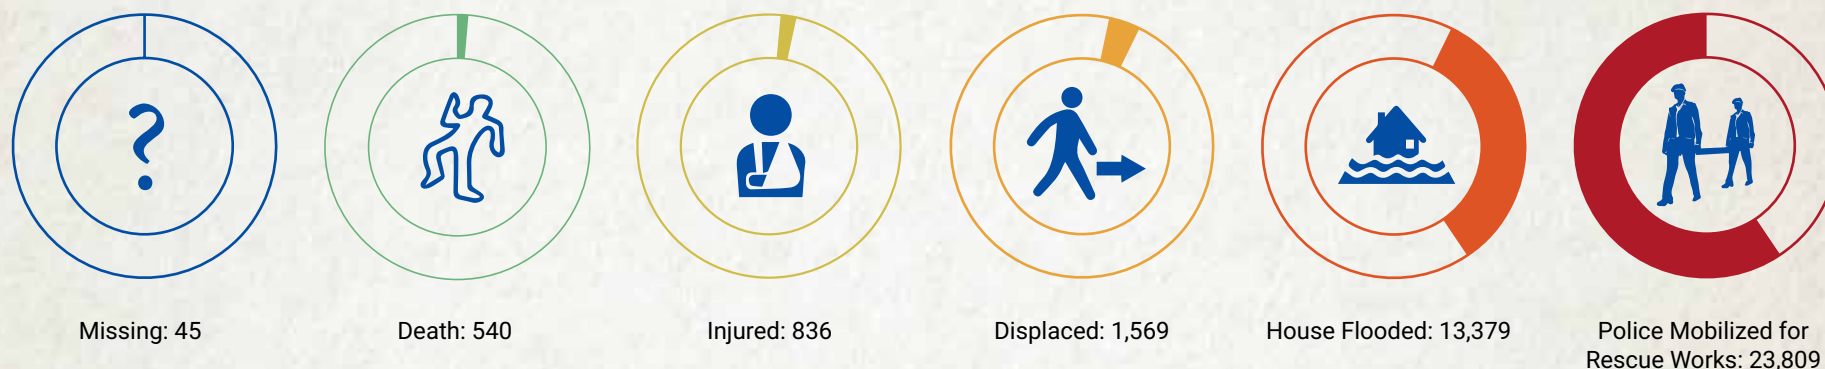 Missing: 45
Death: 540
Injured: 836
Displaced: 1,569
House Flooded: 13,379
Police Mobilized for
Rescue Works: 23,809